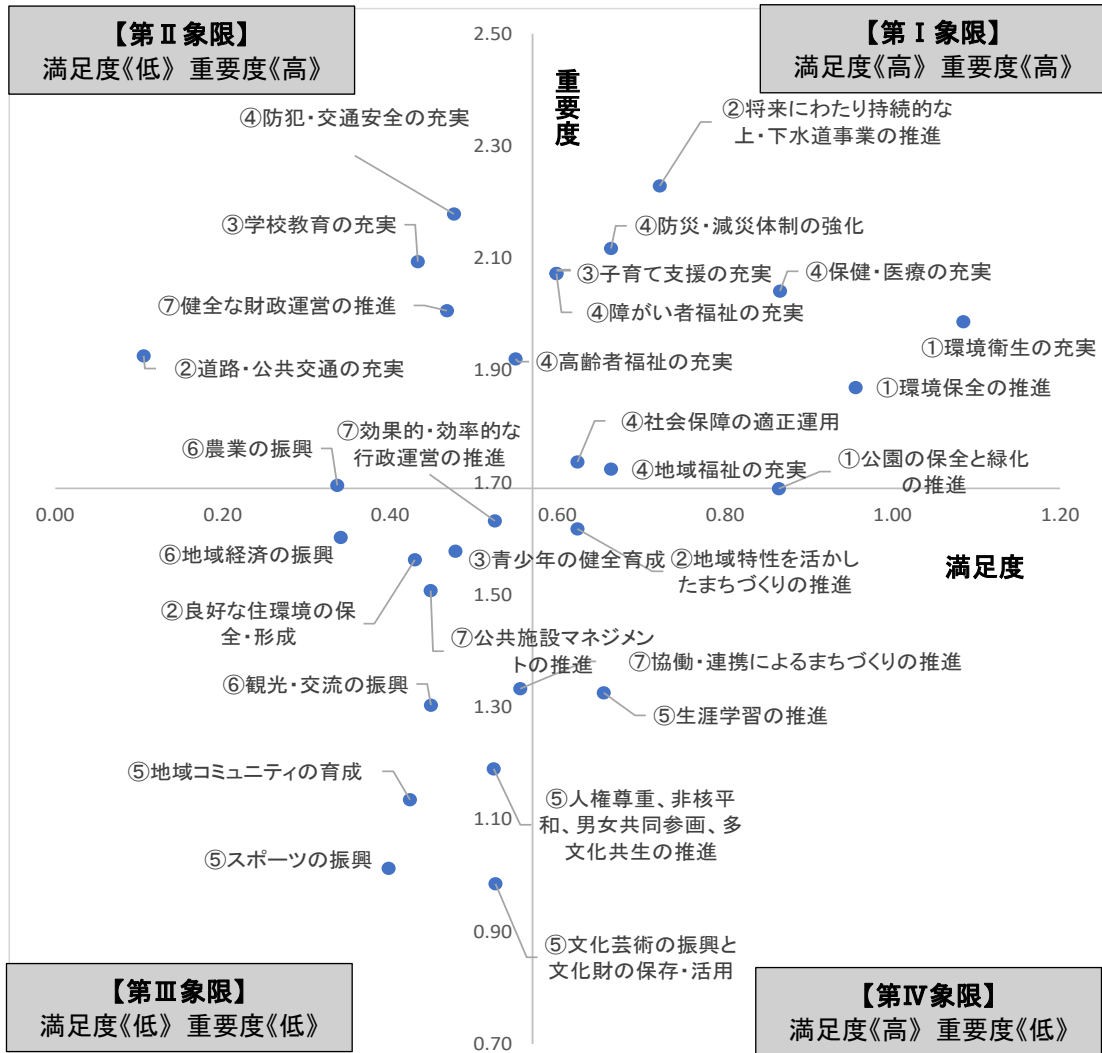 【第Ⅱ象限】
満足度《低》 重要度《高》
【第Ⅰ象限】
満足度《高》 重要度《高》
2.50
重要度
④防犯・交通安全の充実
②将来にわたり持続的な
上・下水道事業の推進
2.30
③学校教育の充実
④防災・減災体制の強化
2.10
③子育て支援の充実
④保健・医療の充実
⑦健全な財政運営の推進
④障がい者福祉の充実
①環境衛生の充実
②道路・公共交通の充実
1.90
④高齢者福祉の充実
①環境保全の推進
⑦効果的・効率的な
行政運営の推進
④社会保障の適正運用
⑥農業の振興
④地域福祉の充実
①公園の保全と緑化
の推進
1.70
0.00
0.20
0.40
0.60
0.80
1.00
1.20
満足度
⑥地域経済の振興
③青少年の健全育成
②地域特性を活かし
たまちづくりの推進
1.50
②良好な住環境の保
全・形成
⑦公共施設マネジメン
トの推進
⑦協働・連携によるまちづくりの推進
⑥観光・交流の振興
1.30
⑤生涯学習の推進
⑤地域コミュニティの育成
⑤人権尊重、非核平
和、男女共同参画、多
文化共生の推進
1.10
⑤スポーツの振興
0.90
⑤文化芸術の振興と
文化財の保存・活用
【第Ⅲ象限】
満足度《低》 重要度《低》
【第Ⅳ象限】
満足度《高》 重要度《低》
0.70